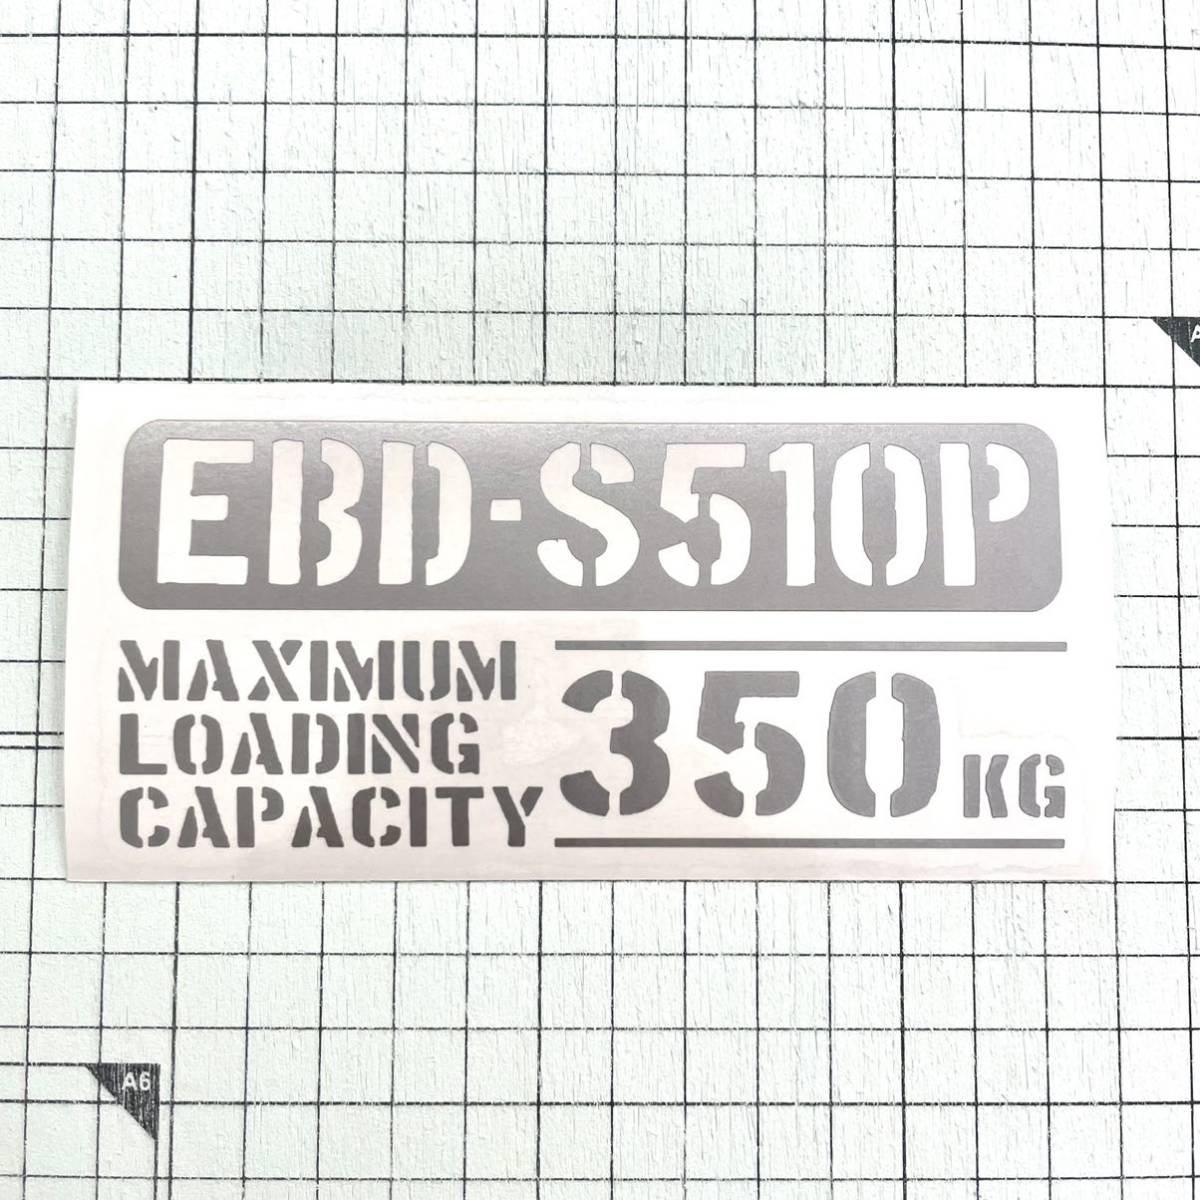 EBD-S510P
MAXIMUM
LOADING
CAPACITY
350 KG
A6